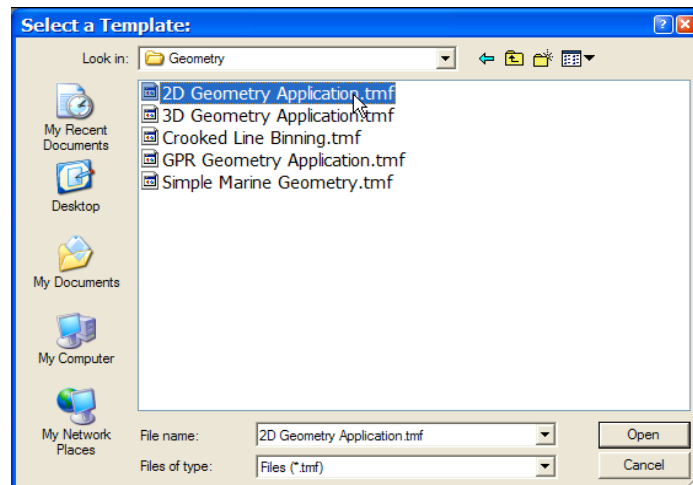 Select a Template:
Look in:
Geometry
2D Geometry Application.tmf
3D Geometry Application.tmf
Crooked Line Binning.tmf
GPR Geometry Application.tmf
Simple Marine Geometry.tmf
My Recent
Documents
Desktop
My Documents
My Computer
My Network
Places
File name:
2D Geometry Application.tmf
Open
Files of type:
Files (*.tmf)
Cancel